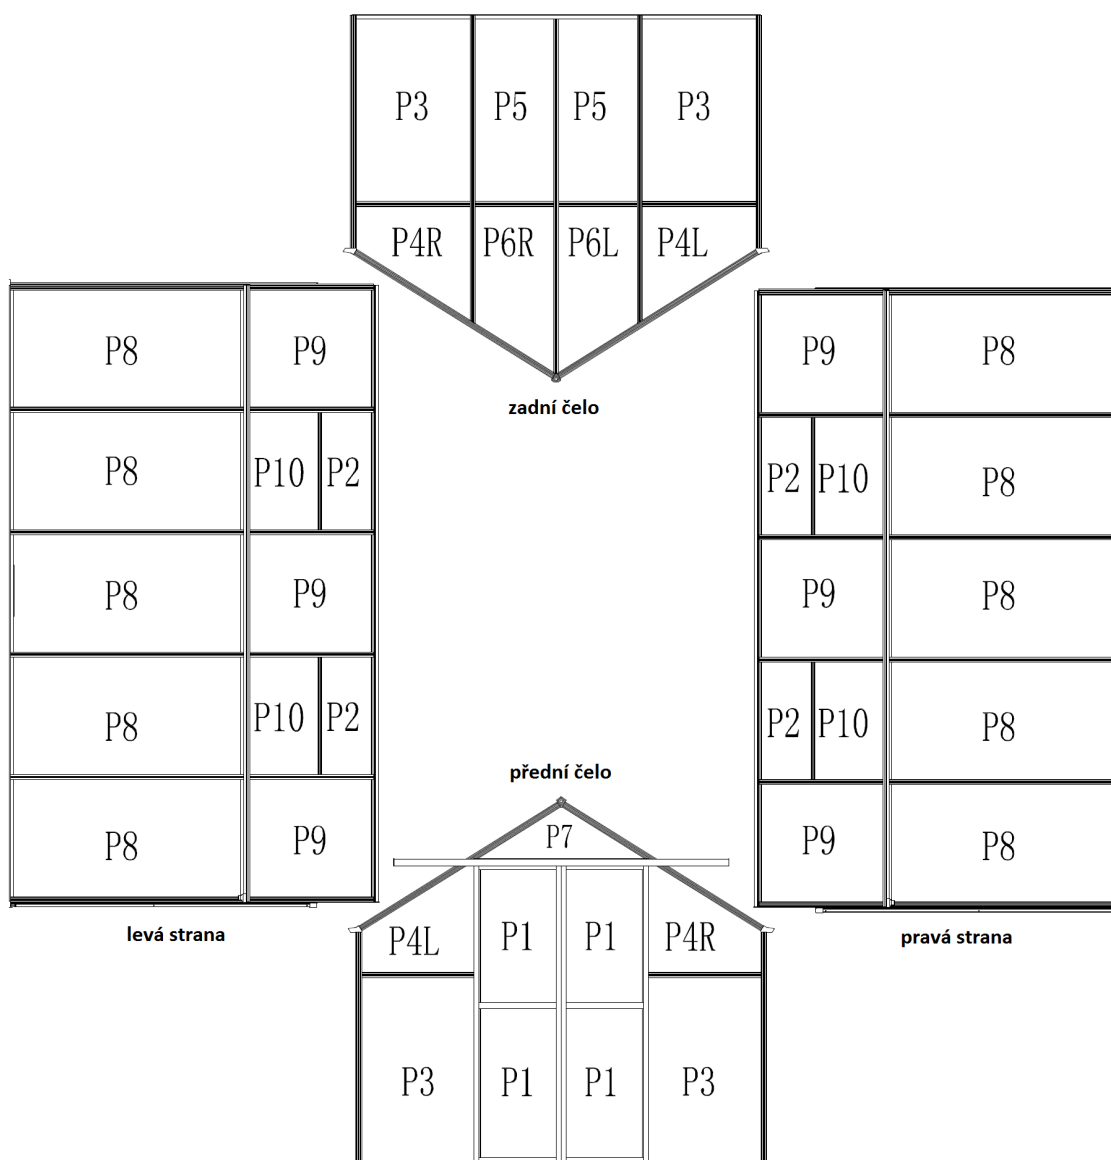 P3 P5 P5 P3
P4R P6R P6L P4L
zadní čelo
P8 P9
P8 P10 P2
P8 P9
P8 P10 P2
P8 P9
levá strana
P9 P8
P2 P10 P8
P9 P8
P2 P10 P8
P9 P8
pravá strana
přední čelo
P7
P4L P1 P1 P4R
P3 P1 P1 P3